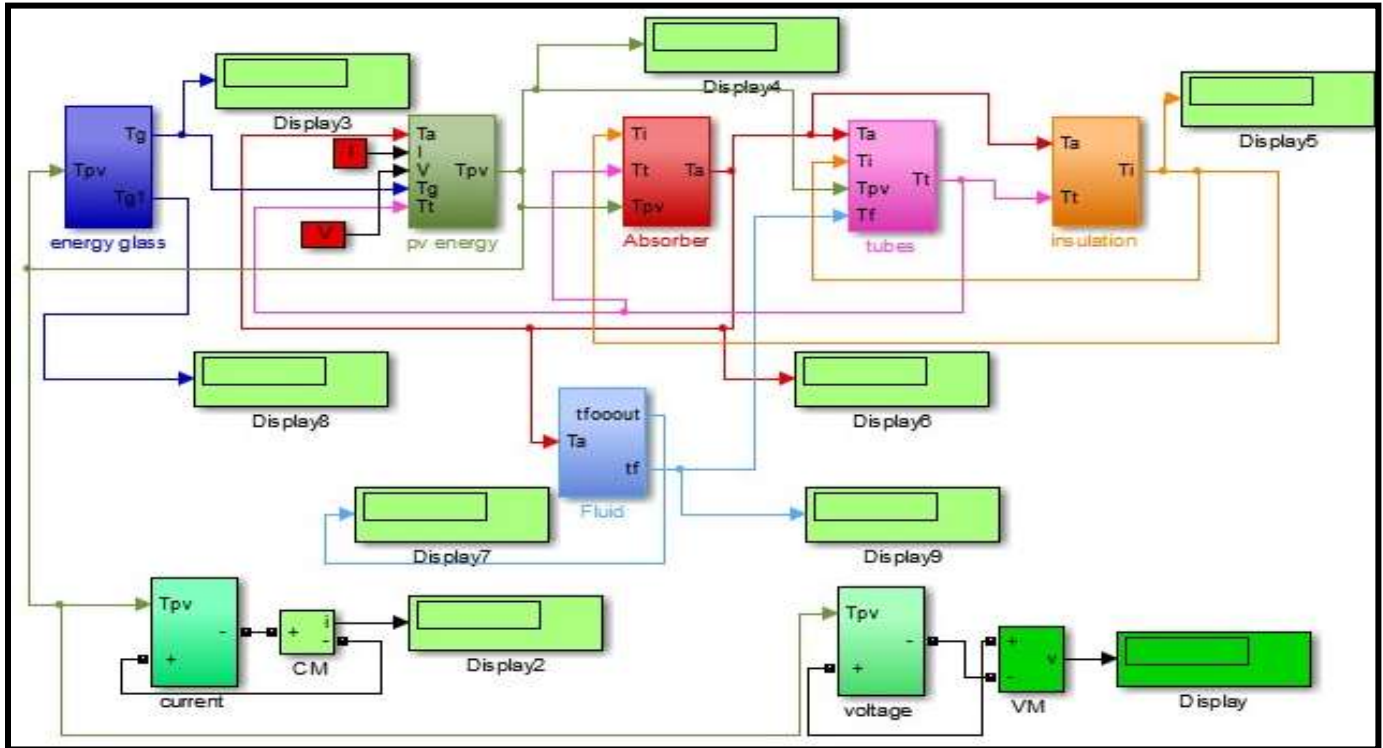 Display4
Display3
Display5
Tpv
Tg
Tg1
energy glass
I
V
Ta
I
V
Tg
Tt
Tpv
pv energy
Ti
Tt
Tpv
Ta
Absorber
Ta
Ti
Tpv
Tf
Tt
tubes
Ta
Tt
Ti
insulation
Display8
Display6
tfooout
Ta
tf
Fluid
Display7
Display9
Tpv
-
+
current
+
i
-
CM
Display2
Tpv
-
+
voltage
+
-
v
VM
Display